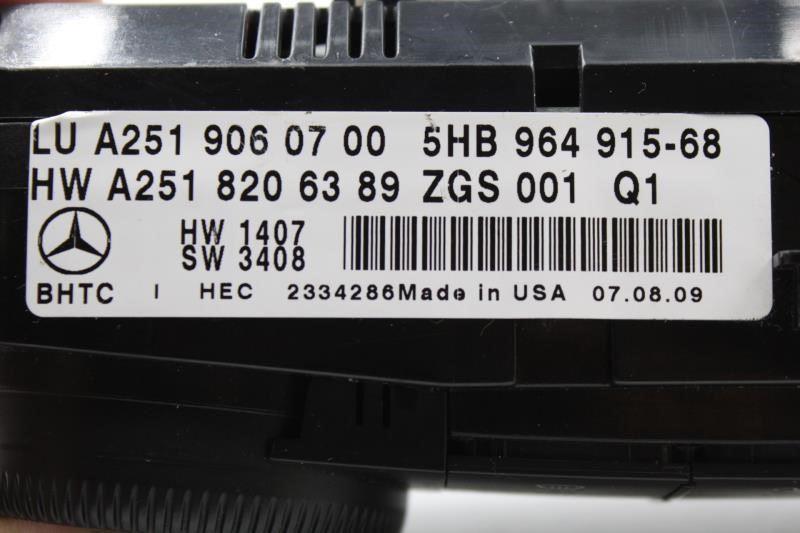 LU A251 906 07 00 5HB 964 915-68
HW A251 820 63 89 ZGS 001 Q1
HW 1407
SW 3408
BHTC I HEC 2334286Made in USA 07.08.09